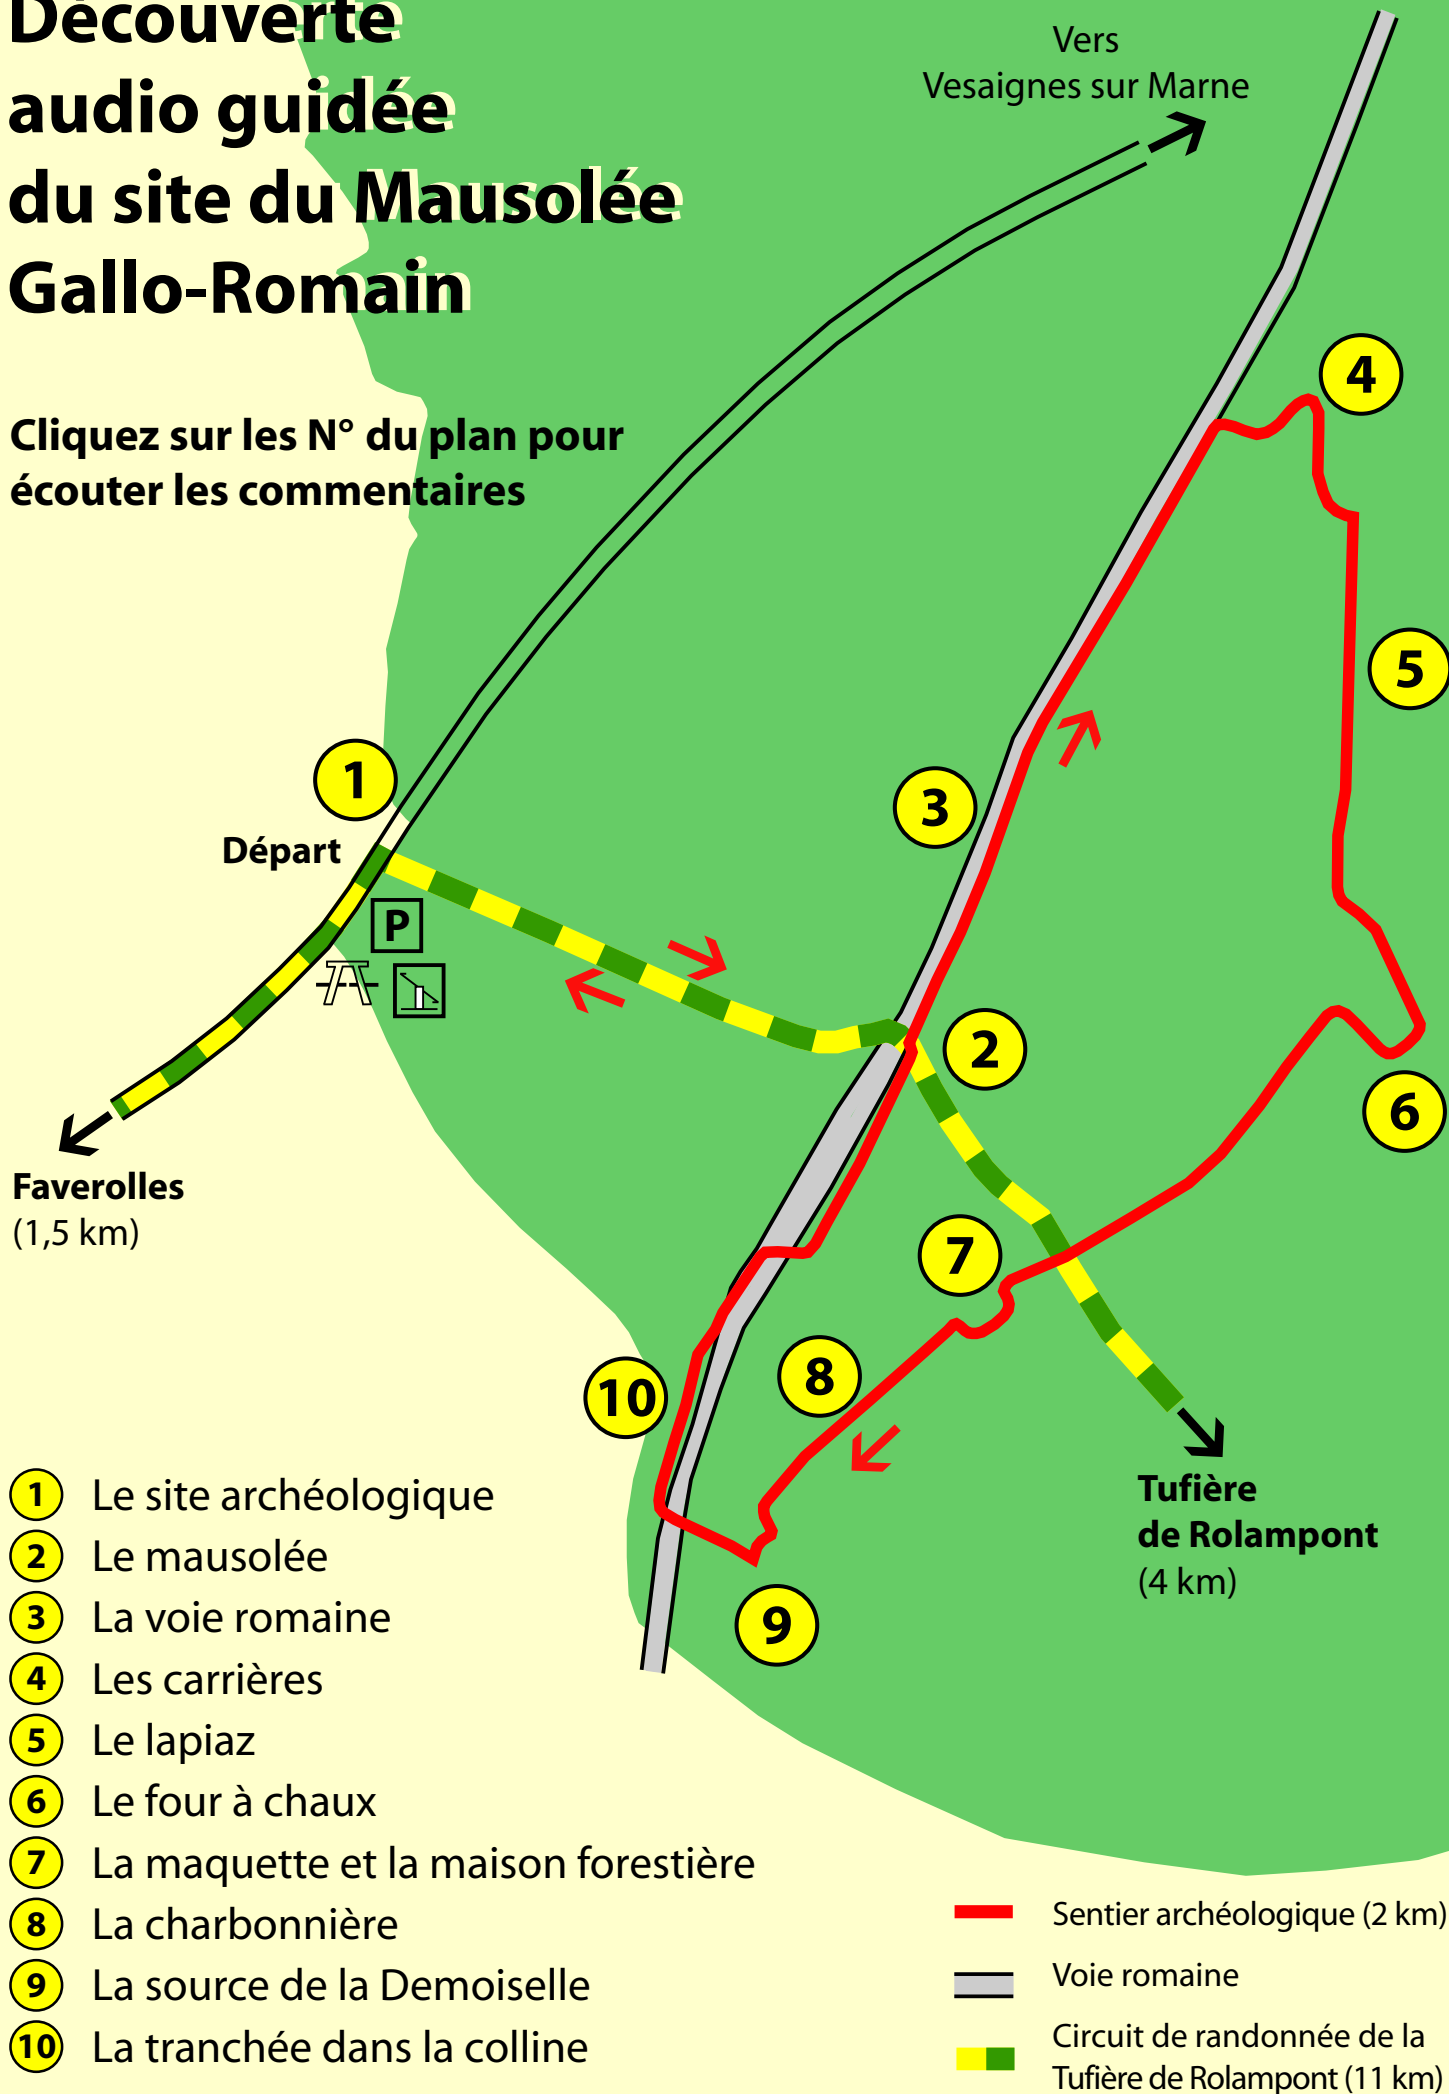 Découverte
audio guidée
du site du Mausolée
Gallo-Romain
Cliquez sur les N° du plan pour
écouter les commentaires
Vers
Vesaignes sur Marne
4
5
1
3
Départ
P
2
6
Faverolles
(1,5 km)
7
8
10
Tufière
de Rolampont
(4 km)
9
1 Le site archéologique
2 Le mausolée
3 La voie romaine
4 Les carrières
5 Le lapiaz
6 Le four à chaux
7 La maquette et la maison forestière
8 La charbonnière
9 La source de la Demoiselle
10 La tranchée dans la colline
Sentier archéologique (2 km)
Voie romaine
Circuit de randonnée de la
Tufière de Rolampont (11 km)